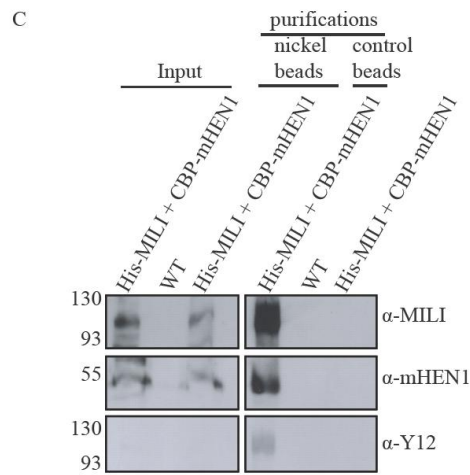 C
purifications
nickel beads
control beads
Input
His-MILI + CBP-mHEN1
WT
His-MILI + CBP-mHEN1
His-MILI + CBP-mHEN1
WT
His-MILI + CBP-mHEN1
130
93
α-MILI
55
α-mHEN1
130
93
α-Y12